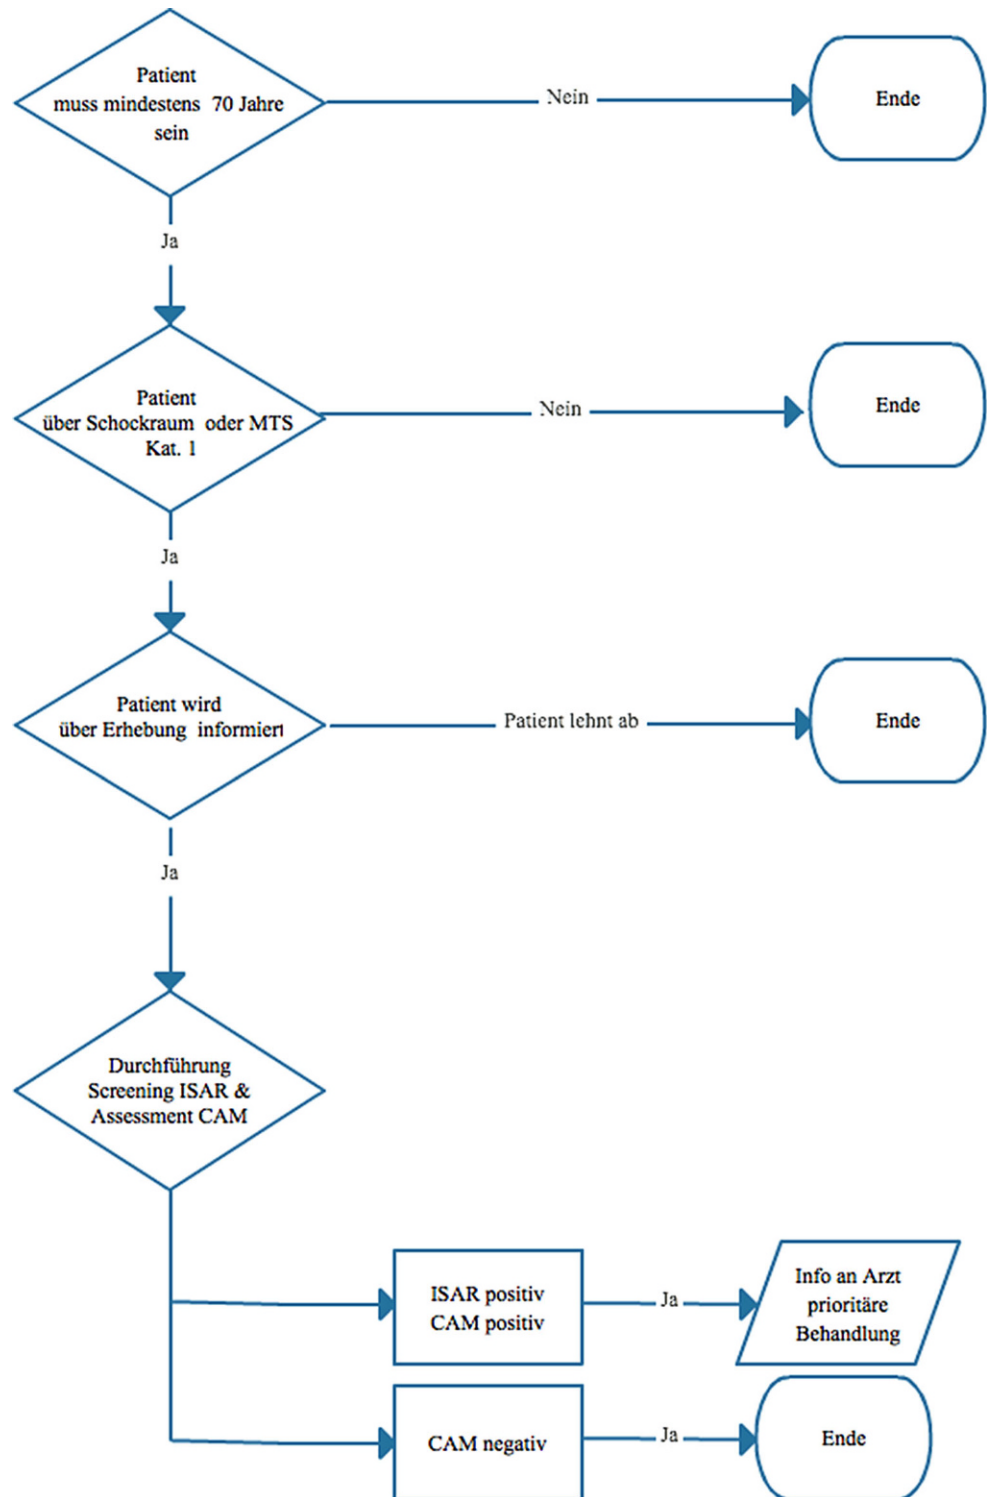 Patient
muss mindestens 70 Jahre
sein
Nein
Ende
Ja
Patient
über Schockraum oder MTS
Kat. 1
Nein
Ende
Ja
Patient wird
über Erhebung informiert
Patient lehnt ab
Ende
Ja
Durchführung
Screening ISAR &
Assessment CAM
ISAR positiv
CAM positiv
Ja
Info an Arzt
prioritäre
Behandlung
CAM negativ
Ja
Ende